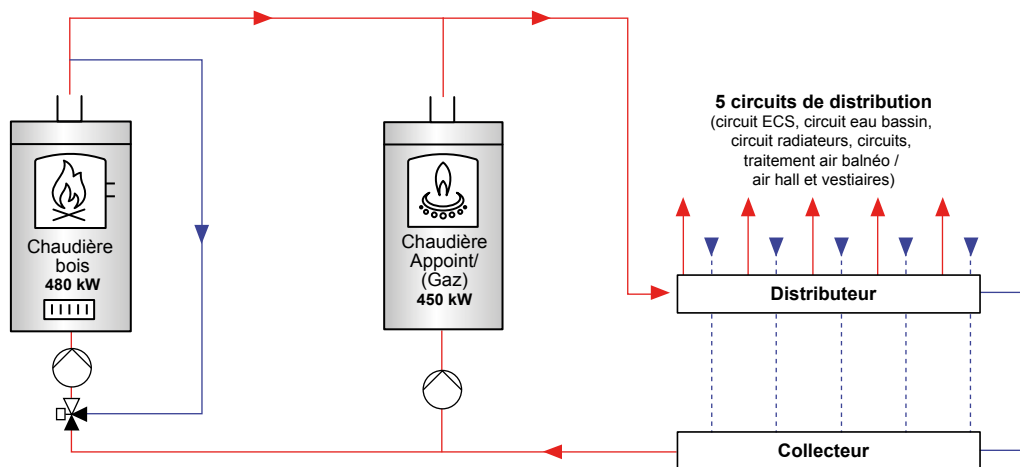 5 circuits de distribution
(circuit ECS, circuit eau bassin,
circuit radiateurs, circuits,
traitement air balnéo /
air hall et vestiaires)
Chaudière
bois
480 kW
Chaudière
Appoint/
(Gaz)
450 kW
Distributeur
Collecteur